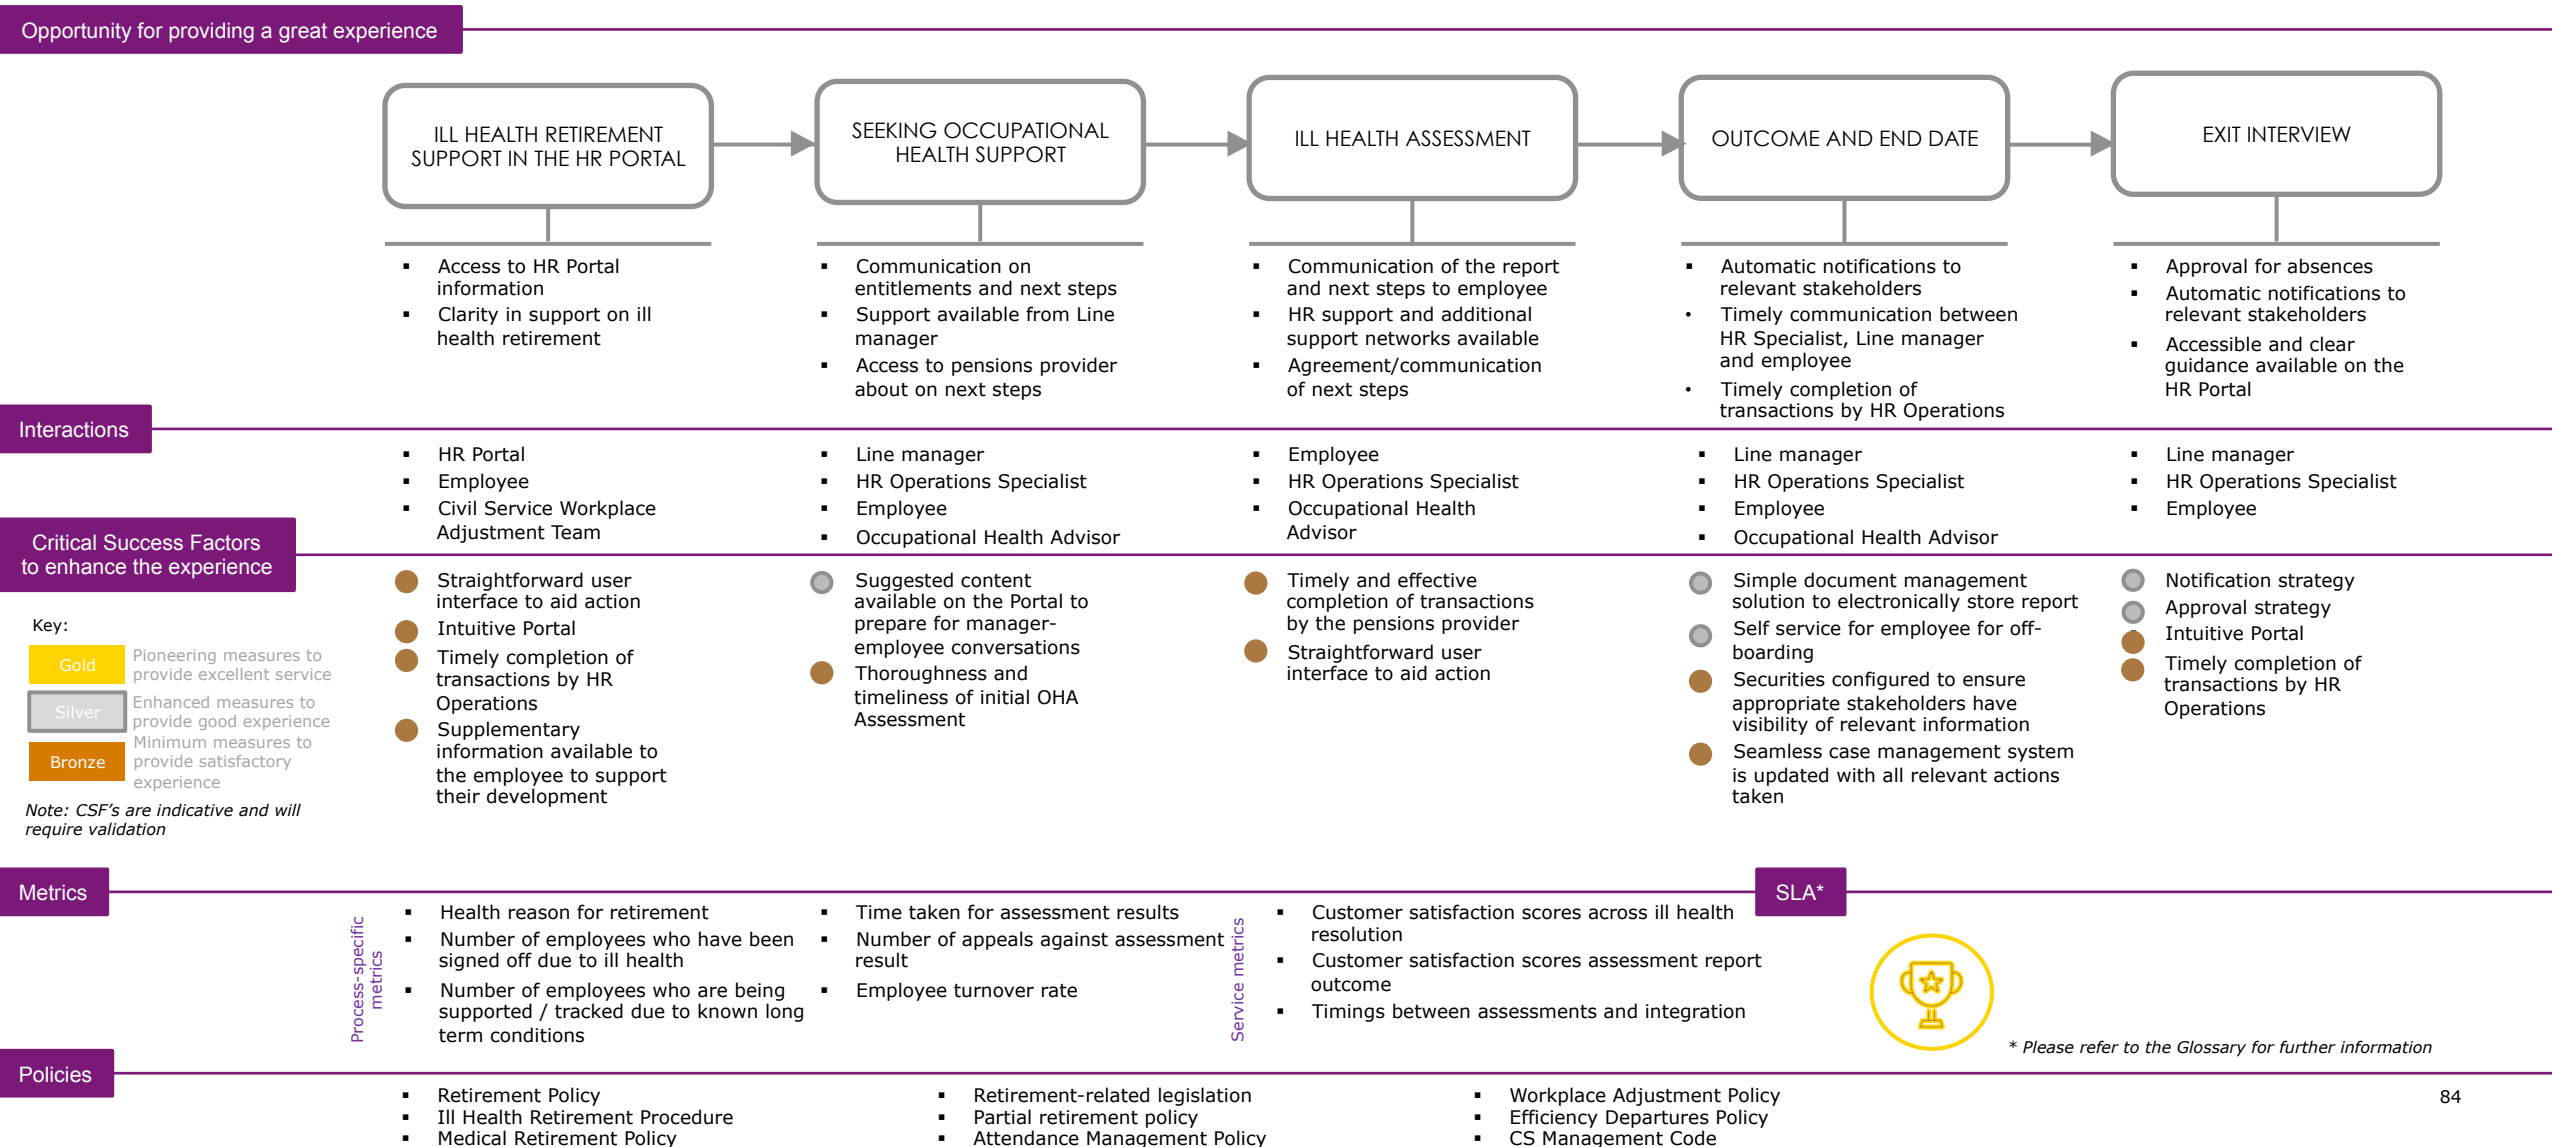 Opportunity for providing a great experience
ILL HEALTH RETIREMENT
SUPPORT IN THE HR PORTAL
SEEKING OCCUPATIONAL
HEALTH SUPPORT
ILL HEALTH ASSESSMENT
OUTCOME AND END DATE
EXIT INTERVIEW
▪ Access to HR Portal
information
▪ Clarity in support on ill
health retirement
▪ Communication on
entitlements and next steps
▪ Support available from Line
manager
▪ Access to pensions provider
about on next steps
▪ Communication of the report
and next steps to employee
▪ HR support and additional
support networks available
▪ Agreement/communication
of next steps
▪ Automatic notifications to
relevant stakeholders
• Timely communication between
HR Specialist, Line manager
and employee
• Timely completion of
transactions by HR Operations
▪ Approval for absences
▪ Automatic notifications to
relevant stakeholders
▪ Accessible and clear
guidance available on the
HR Portal
Interactions
▪ HR Portal
▪ Employee
▪ Civil Service Workplace
Adjustment Team
▪ Line manager
▪ HR Operations Specialist
▪ Employee
▪ Occupational Health Advisor
▪ Employee
▪ HR Operations Specialist
▪ Occupational Health
Advisor
▪ Line manager
▪ HR Operations Specialist
▪ Employee
▪ Occupational Health Advisor
▪ Line manager
▪ HR Operations Specialist
▪ Employee
Critical Success Factors
to enhance the experience
Key:
Gold
Pioneering measures to
provide excellent service
Silver
Enhanced measures to
provide good experience
Bronze
Minimum measures to
provide satisfactory
experience
Note: CSF's are indicative and will
require validation
Straightforward user
interface to aid action
Intuitive Portal
Timely completion of
transactions by HR
Operations
Supplementary
information available to
the employee to support
their development
Suggested content
available on the Portal to
prepare for manager-
employee conversations
Thoroughness and
timeliness of initial OHA
Assessment
Timely and effective
completion of transactions
by the pensions provider
Straightforward user
interface to aid action
Simple document management
solution to electronically store report
Self service for employee for off-
boarding
Securities configured to ensure
appropriate stakeholders have
visibility of relevant information
Seamless case management system
is updated with all relevant actions
taken
Notification strategy
Approval strategy
Intuitive Portal
Timely completion of
transactions by HR
Operations
Metrics
Process-specific
metrics
▪ Health reason for retirement
▪ Number of employees who have been
signed off due to ill health
▪ Number of employees who are being
supported / tracked due to known long
term conditions
▪ Time taken for assessment results
▪ Number of appeals against assessment
result
▪ Employee turnover rate
Service metrics
▪ Customer satisfaction scores across ill health
resolution
▪ Customer satisfaction scores assessment report
outcome
▪ Timings between assessments and integration
SLA*
* Please refer to the Glossary for further information
Policies
▪ Retirement Policy
▪ Ill Health Retirement Procedure
▪ Medical Retirement Policy
▪ Retirement-related legislation
▪ Partial retirement policy
▪ Attendance Management Policy
▪ Workplace Adjustment Policy
▪ Efficiency Departures Policy
▪ CS Management Code
84